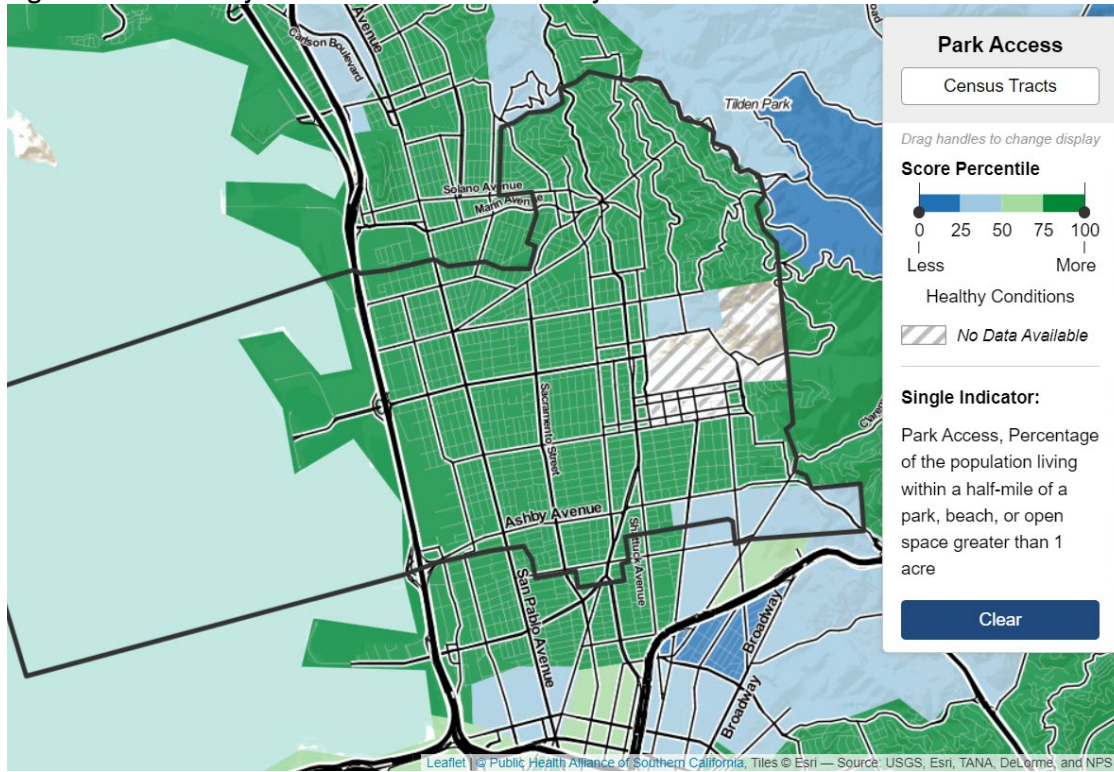 AVENUE
Carlson Boulevard
Tilden Park
Solano Avenue
Marin Avenue
Sacramento Street
Ashby Avenue
Shattuck Avenue
San Pablo Avenue
Broadway
Broadway
Park Access
Census Tracts
Drag handles to change display
Score Percentile
0 25 50 75 100
Less More
Healthy Conditions
No Data Available
Single Indicator:
Park Access, Percentage
of the population living
within a half-mile of a
park, beach, or open
space greater than 1
acre
Clear
Leaflet | © Public Health Alliance of Southern California, Tiles © Esri — Source: USGS, Esri, TANA, DeLorme, and NPS